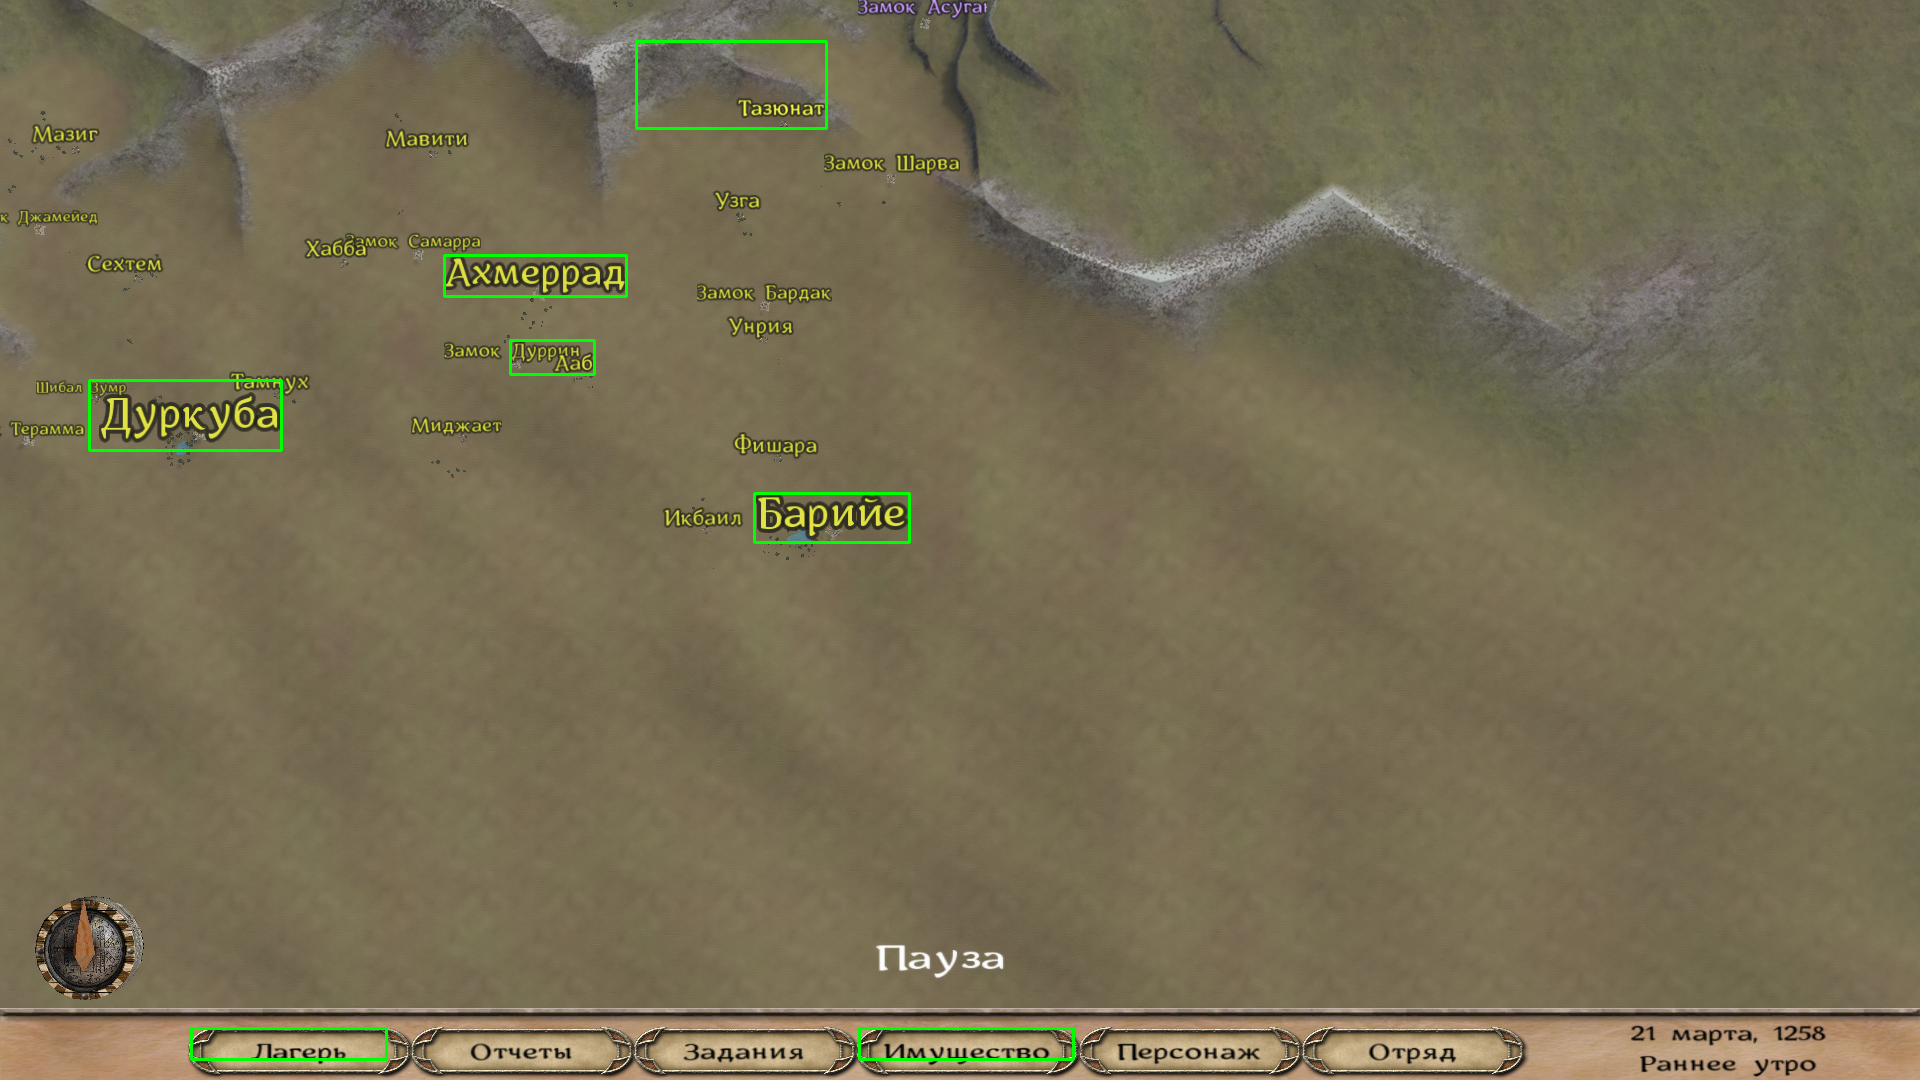 Замок Асуган
Тазюнат
Мазиг
Мавити
Замок Шарва
Узга
к Джамейед
Хабба
Замок Самарра
Сехтем
Ахмеррад
Замок Бардак
Унрия
Замок Дуррин
Ааб
Шибал Зумр
Тамнух
Дуркуба
Терамма
Миджает
Фишара
Икбаил
Барийе
Пауза
Лагерь
Отчеты
Задания
Имущество
Персонаж
Отряд
21 марта, 1258
Раннее утро